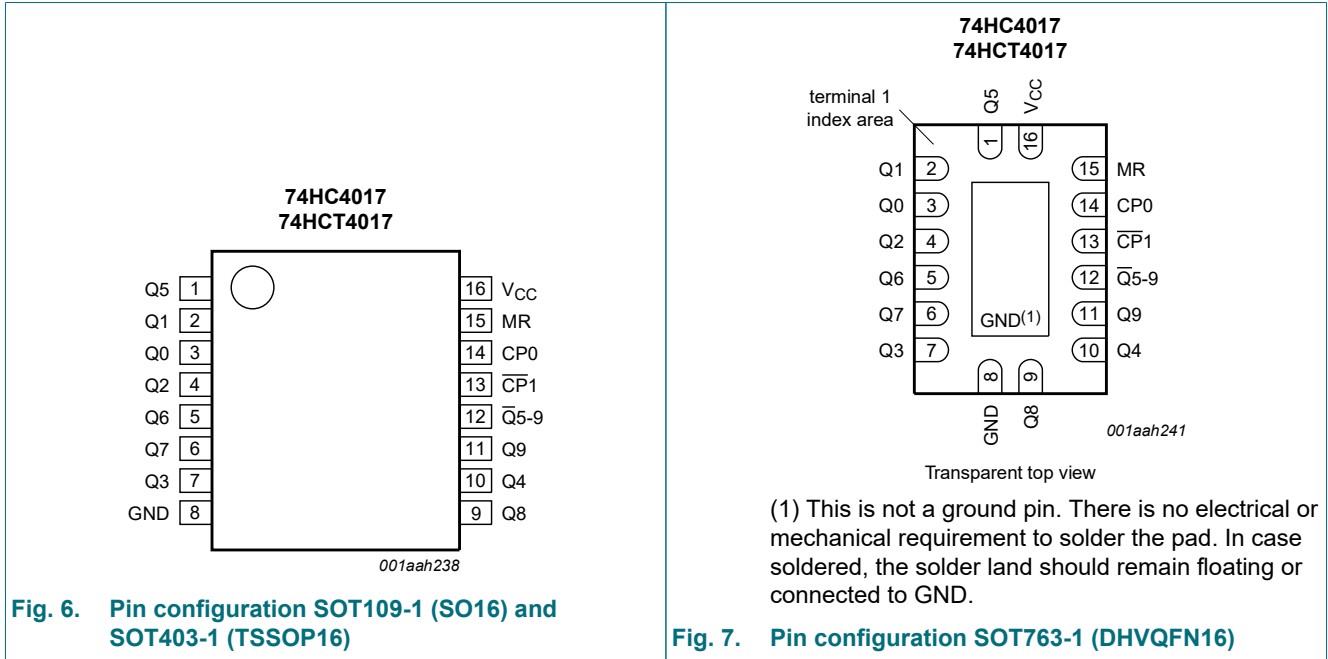 74HC4017
74HCT4017
Q5 1
Q1 2
Q0 3
Q2 4
Q6 5
Q7 6
Q3 7
GND 8
16 VCC
15 MR
14 CP0
13 C̅P̅1
12 Q̅5-9
11 Q9
10 Q4
9 Q8
001aah238
Fig. 6. Pin configuration SOT109-1 (SO16) and
SOT403-1 (TSSOP16)
74HC4017
74HCT4017
terminal 1
index area
Q5
VCC
1
16
Q1 2
Q0 3
Q2 4
Q6 5
Q7 6
Q3 7
15 MR
14 CP0
13 C̅P̅1
12 Q̅5-9
11 Q9
10 Q4
GND(1)
8
9
GND
Q8
001aah241
Transparent top view
(1) This is not a ground pin. There is no electrical or
mechanical requirement to solder the pad. In case
soldered, the solder land should remain floating or
connected to GND.
Fig. 7. Pin configuration SOT763-1 (DHVQFN16)